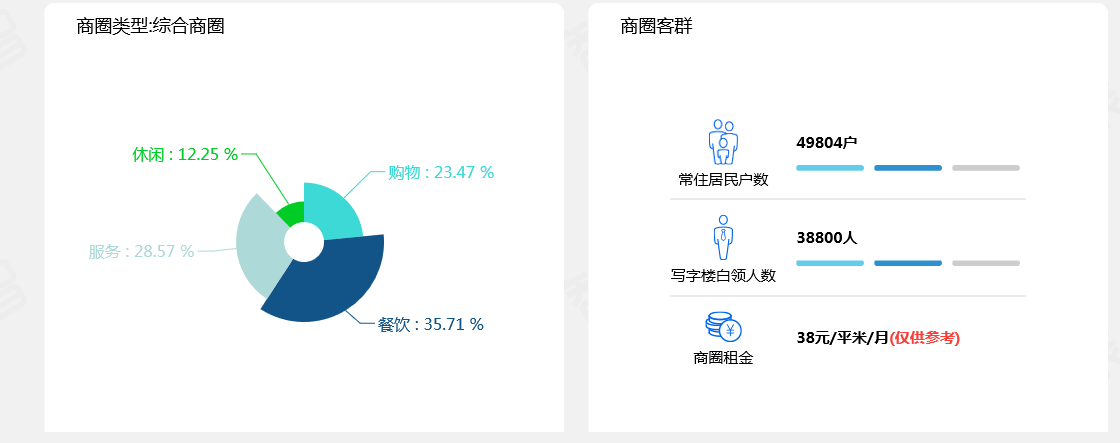 商圈类型:综合商圈
休闲 : 12.25 %
购物 : 23.47 %
服务 : 28.57 %
餐饮 : 35.71 %
商圈客群
49804户
常住居民户数
38800人
写字楼白领人数
¥
38元/平米/月(仅供参考)
商圈租金